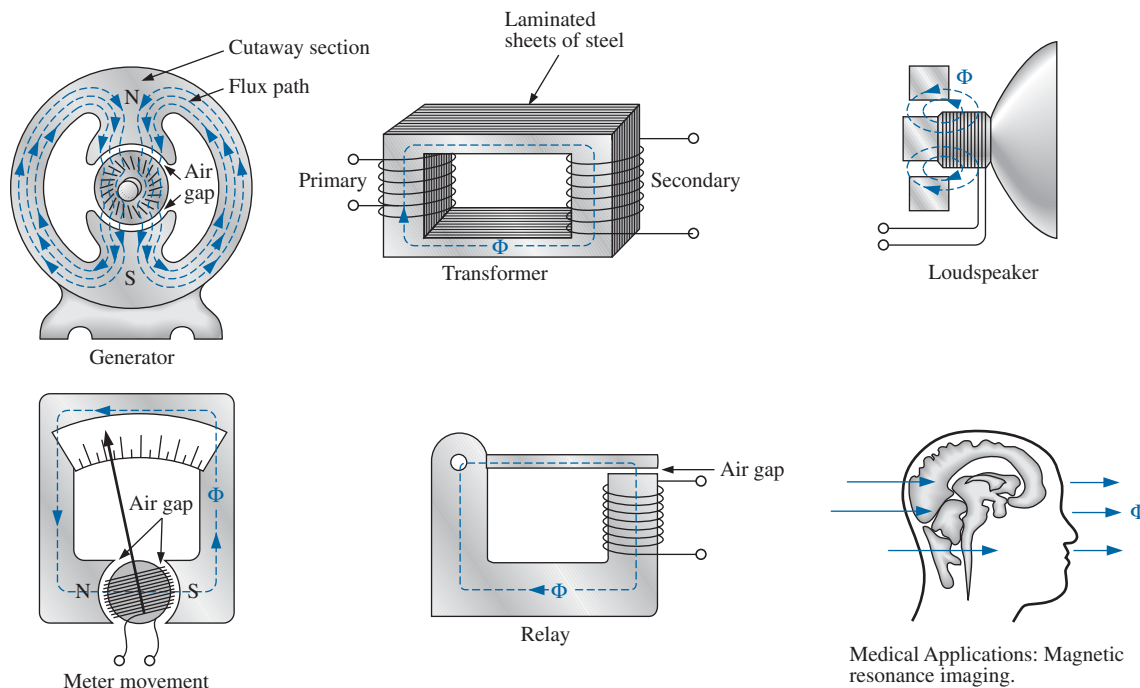 Cutaway section
Flux path
N
Air
gap
S
Generator
Laminated
sheets of steel
Primary
Secondary
Φ
Transformer
Φ
Loudspeaker
Φ
Air gap
N
S
Meter movement
Air gap
Φ
Relay
Φ
Medical Applications: Magnetic
resonance imaging.